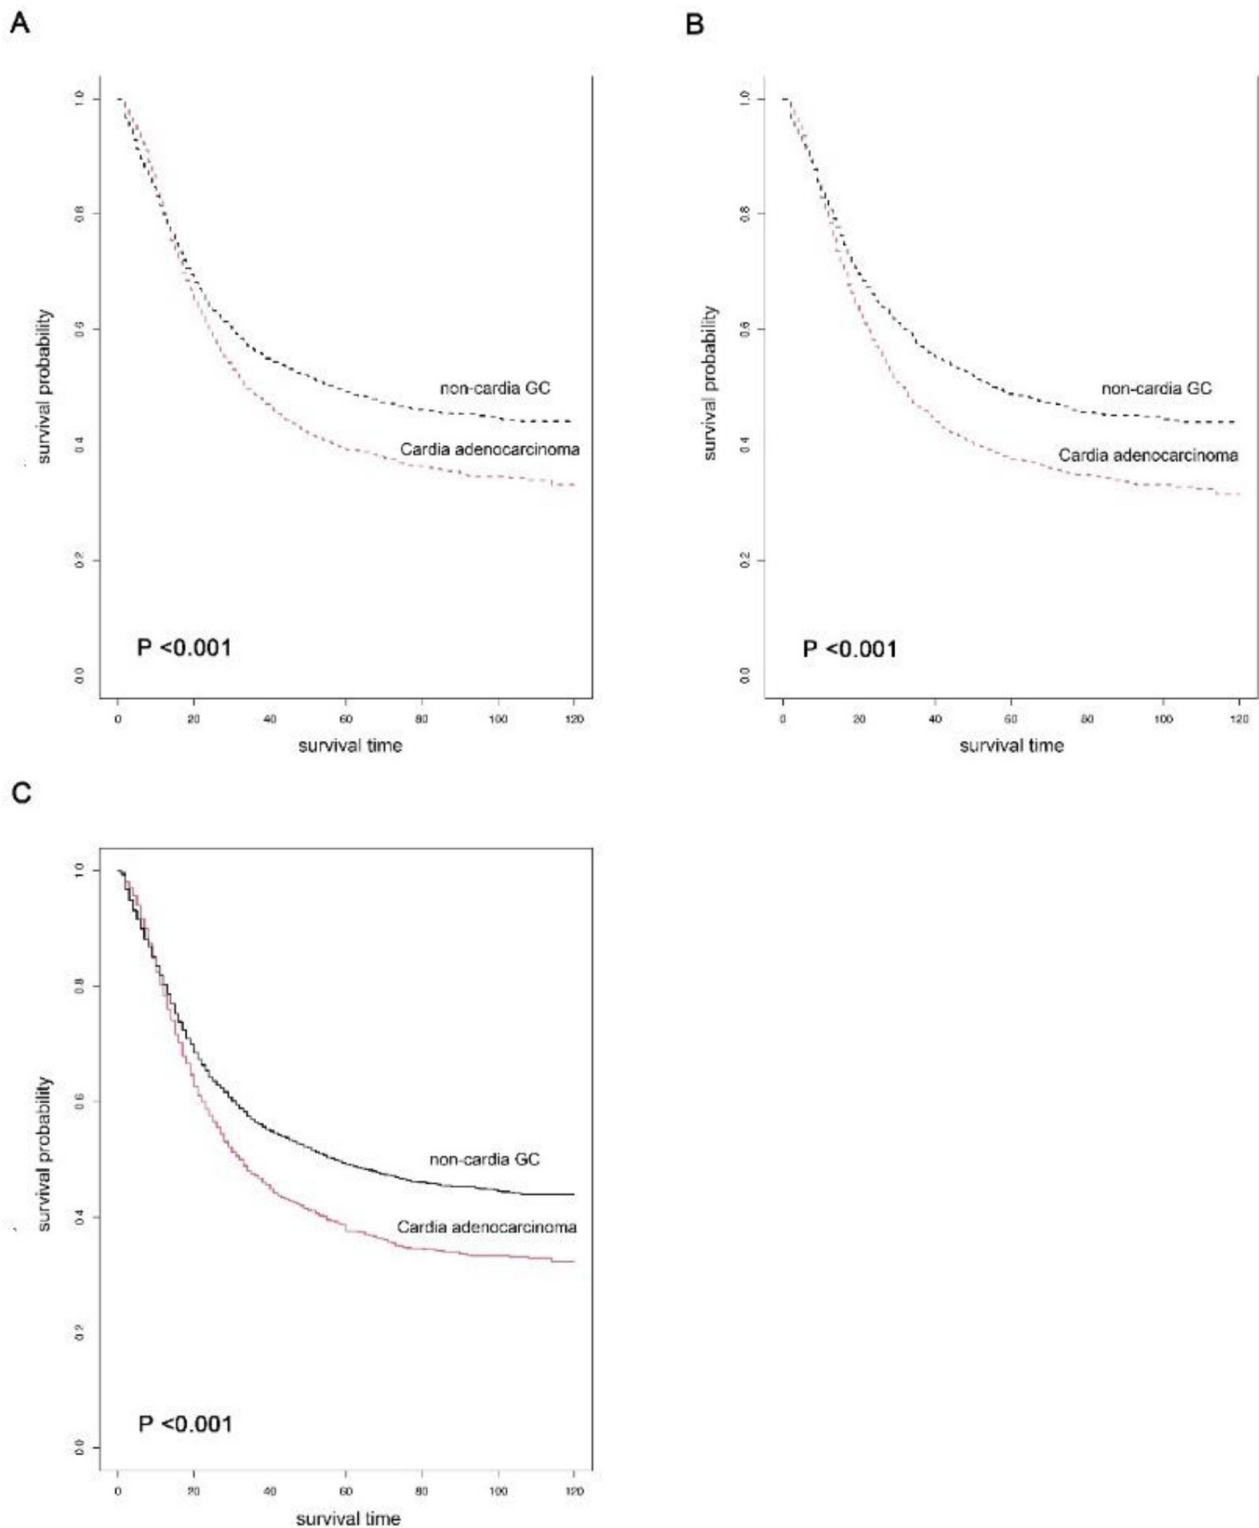 A
B
1.0
0.8
0.6
0.4
0.2
0.0
survival probability
non-cardia GC
Cardia adenocarcinoma
P <0.001
0 20 40 60 80 100 120
survival time
1.0
0.8
0.6
0.4
0.2
0.0
survival probability
non-cardia GC
Cardia adenocarcinoma
P <0.001
0 20 40 60 80 100 120
survival time
C
1.0
0.8
0.6
0.4
0.2
0.0
survival probability
non-cardia GC
Cardia adenocarcinoma
P <0.001
0 20 40 60 80 100 120
survival time